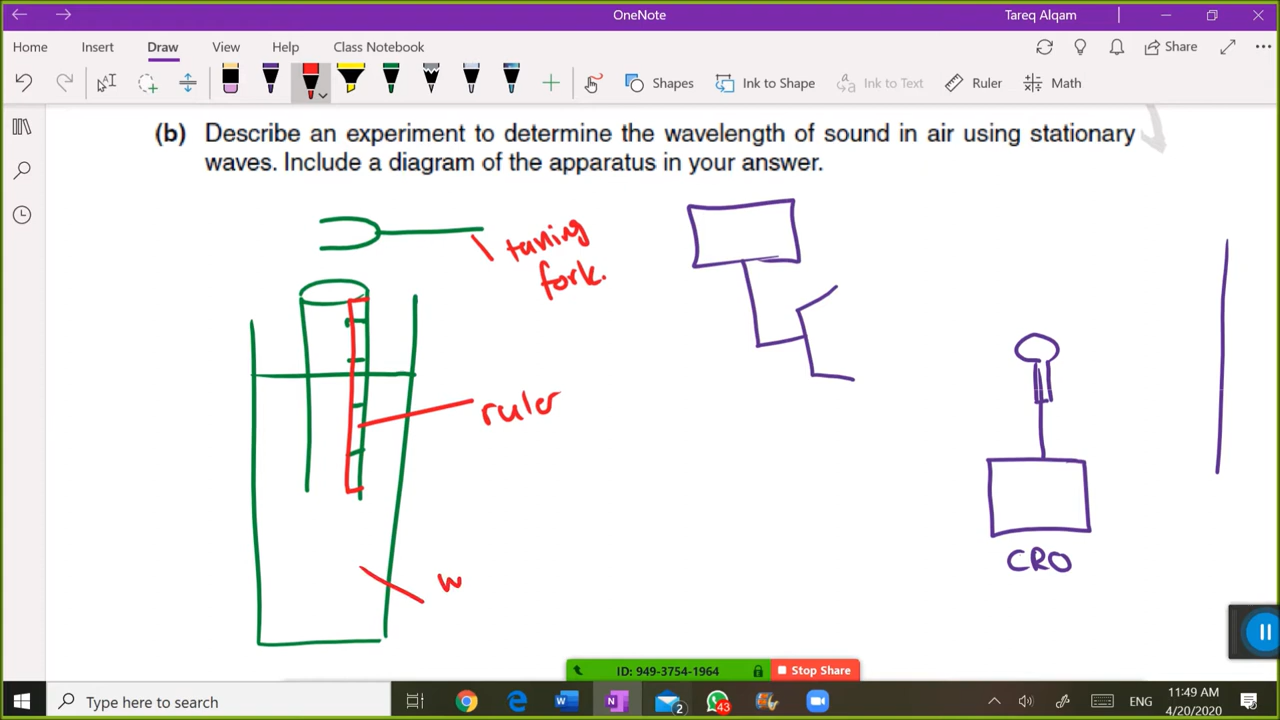 OneNote
Tareq Alqam
Home Insert Draw View Help Class Notebook
Share
Shapes Ink to Shape Ink to Text Ruler Math
(b) Describe an experiment to determine the wavelength of sound in air using stationary
waves. Include a diagram of the apparatus in your answer.
tuning
fork.
ruler
w
CRO
ID: 949-3754-1964 Stop Share
Type here to search
2
43
ENG
11:49 AM
4/20/2020